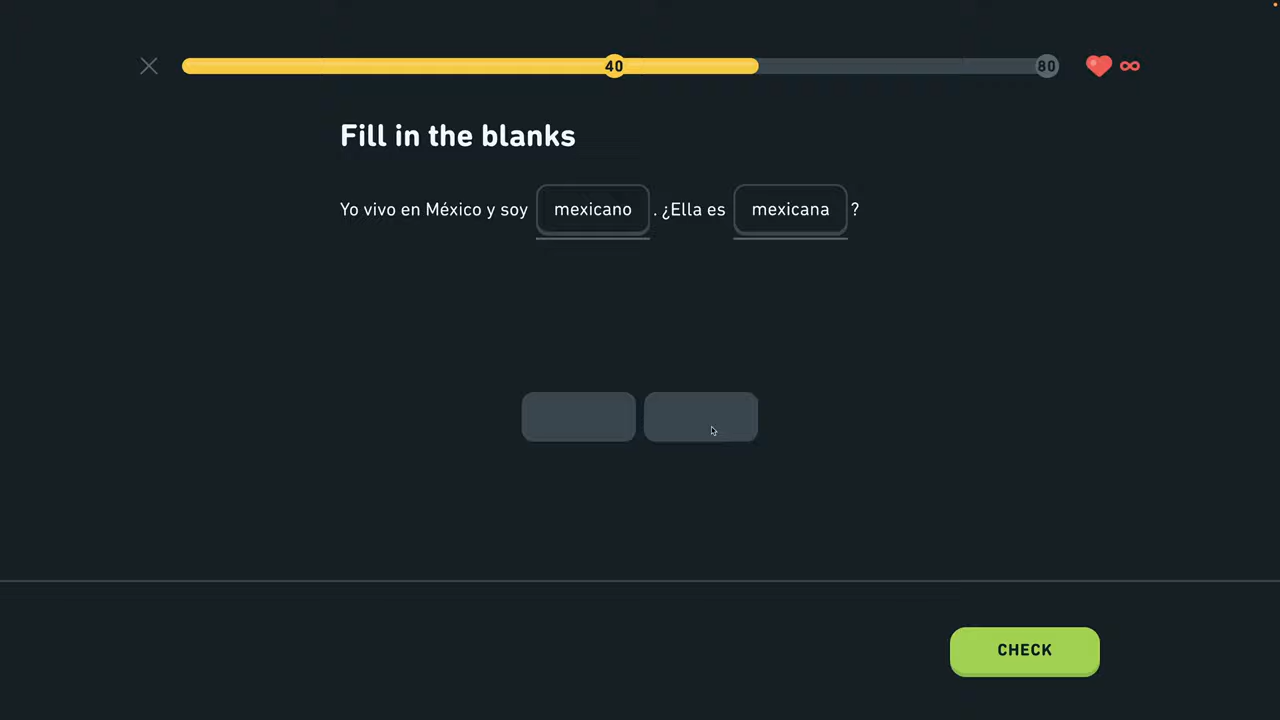 40
80
∞
Fill in the blanks
Yo vivo en México y soy mexicano . ¿Ella es mexicana ?
CHECK